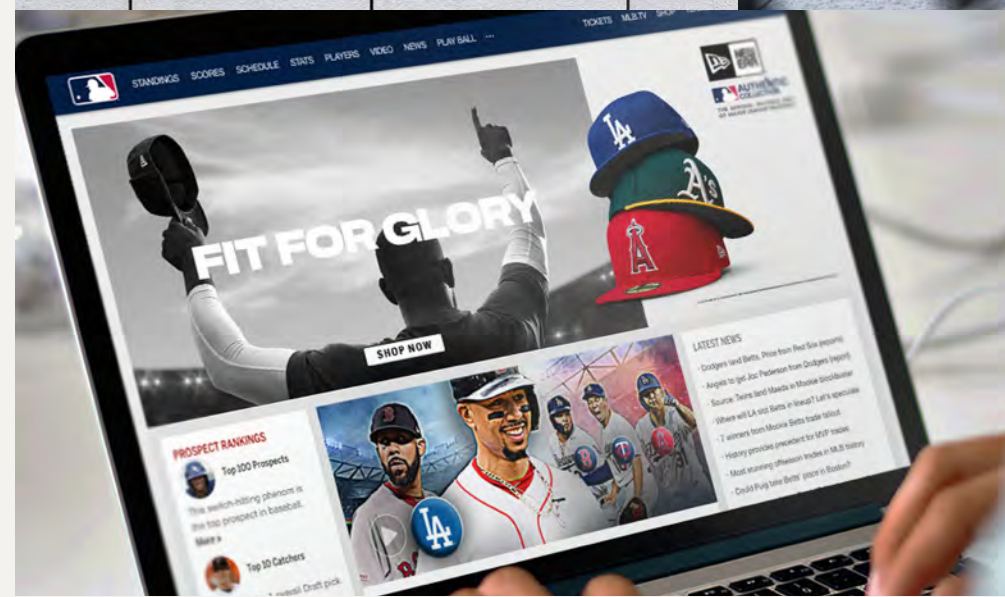 STANDINGS SCORES SCHEDULE STATS PLAYERS VIDEO NEWS PLAY BALL ··· TICKETS MLB.TV SHOP
NEW
ERA
AUTHENTIC
COLLECTION
LA
A's
A
FIT FOR GLORY
SHOP NOW
PROSPECT RANKINGS
Top 100 Prospects
This switch-hitting phenom is
the top prospect in baseball.
More »
Top 10 Catchers
overall Draft pick
LA
B
LATEST NEWS
· Dodgers land Betts, Price from Red Sox (reports)
· Angels to get Joc Pederson from Dodgers (report)
· Source: Twins land Maeda in Mookie blockbuster
· Where will LA slot Betts in lineup? Let's speculate
· 7 winners from Mookie Betts trade fallout
· History provides precedent for MVP trades
· Most stunning offseason trades in MLB history
· Could Puig take Betts' place in Boston?